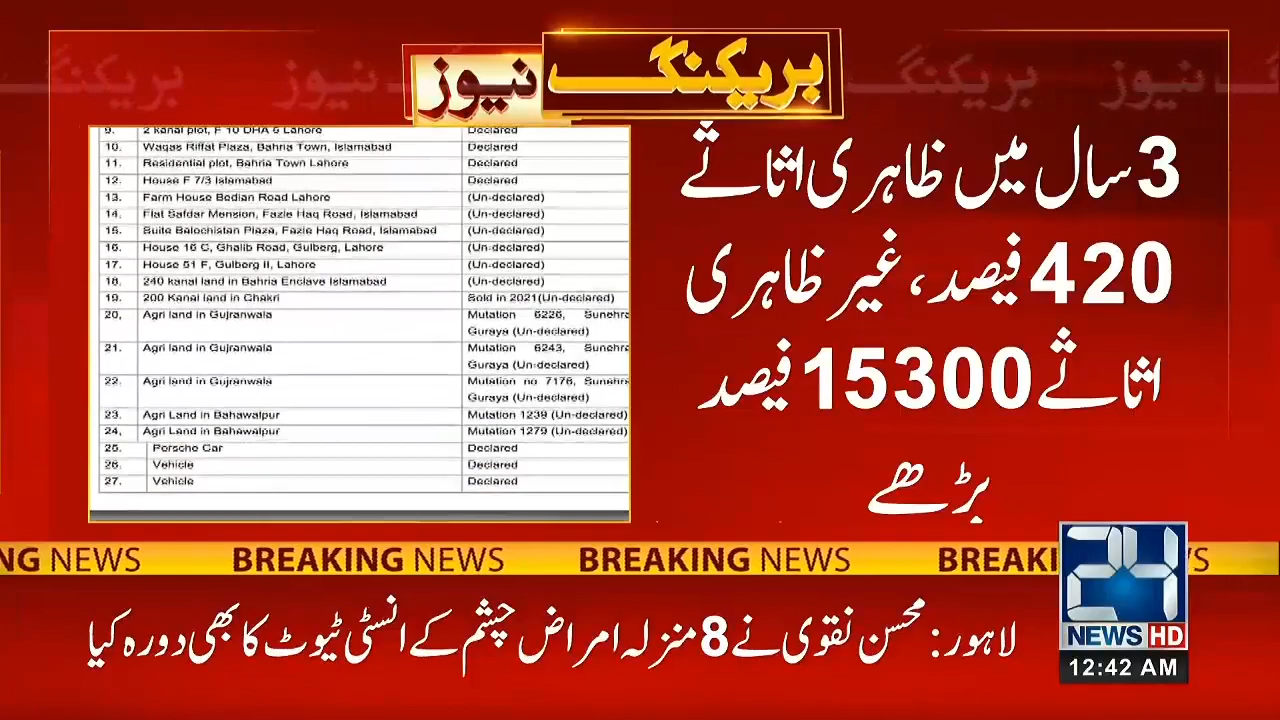 بریکنگ نیوز
9. 2 kanal plot, F 10 DHA 6 Lahore Declared
10. Waqas Riffat Plaza, Bahria Town, Islamabad Declared
11. Residential plot, Bahria Town Lahore Declared
12. House F 7/3 Islamabad Declared
13. Farm House Bedian Road Lahore (Un-declared)
14. Flat Safdar Mension, Fazle Haq Road, Islamabad (Un-declared)
15. Suite Balochistan Plaza, Fazle Haq Road, Islamabad (Un-declared)
16. House 16 C, Ghalib Road, Gulberg, Lahore (Un-declared)
17. House 51 F, Gulberg II, Lahore (Un-declared)
18. 240 kanal land in Bahria Enclave Islamabad (Un-declared)
19. 200 Kanal land in Chakri Sold in 2021(Un-declared)
20, Agri land in Gujranwala Mutation 6226, Sunehra
Guraya (Un-declared)
21. Agri land in Gujranwala Mutation 6243, Sunehra
Guraya (Un-declared)
22. Agri land in Gujranwala Mutation no 7176, Sunehra
Guraya (Un-declared)
23. Agri Land in Bahawalpur Mutation 1239 (Un-declared)
24, Agri Land in Bahawalpur Mutation 1279 (Un-declared)
25. Porsche Car Declared
26. Vehicle Declared
27. Vehicle Declared
3 سال میں ظاہری اثاثے
420 فیصد، غیر ظاہری
اثاثے 15300 فیصد
بڑھے
NG NEWS BREAKING NEWS BREAKING NEWS BREAKI
لاہور: محسن نقوی نے 8 منزلہ امراض چشم کے انسٹی ٹیوٹ کا بھی دورہ کیا
24
NEWS HD
12:42 AM